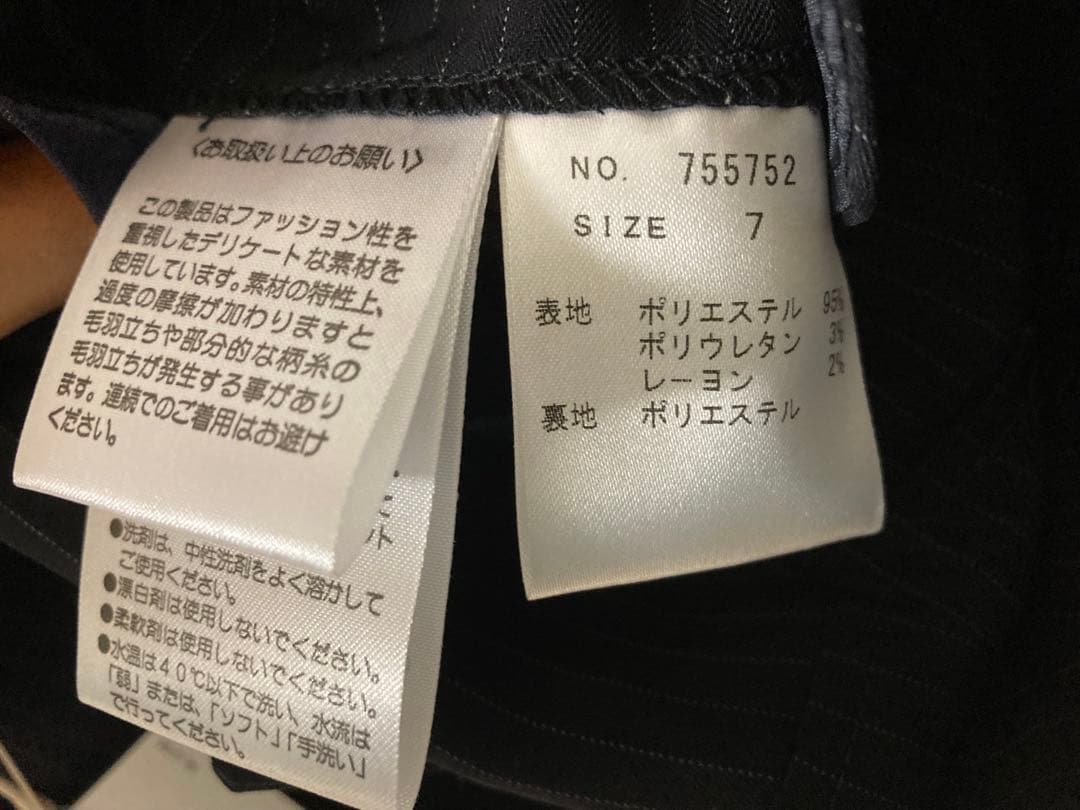 〈お取扱い上のお願い〉
この製品はファッション性を
重視したデリケートな素材を
使用しています。素材の特性上、
過度の摩擦が加わりますと
毛羽立ちや部分的な柄糸の
毛羽立ちが発生する事があり
ます。連続でのご着用はお避け
ください。
ット
●洗剤は、中性洗剤をよく溶かして
ご使用ください。
●漂白剤は使用しないでください。
●柔軟剤は使用しないでください。
●水温は40℃以下で洗い、水流は
「弱」または、「ソフト」「手洗い」
で行ってください。
NO. 755752
SIZE 7
表地 ポリエステル 95%
ポリウレタン 3%
レーヨン 2%
裏地 ポリエステル